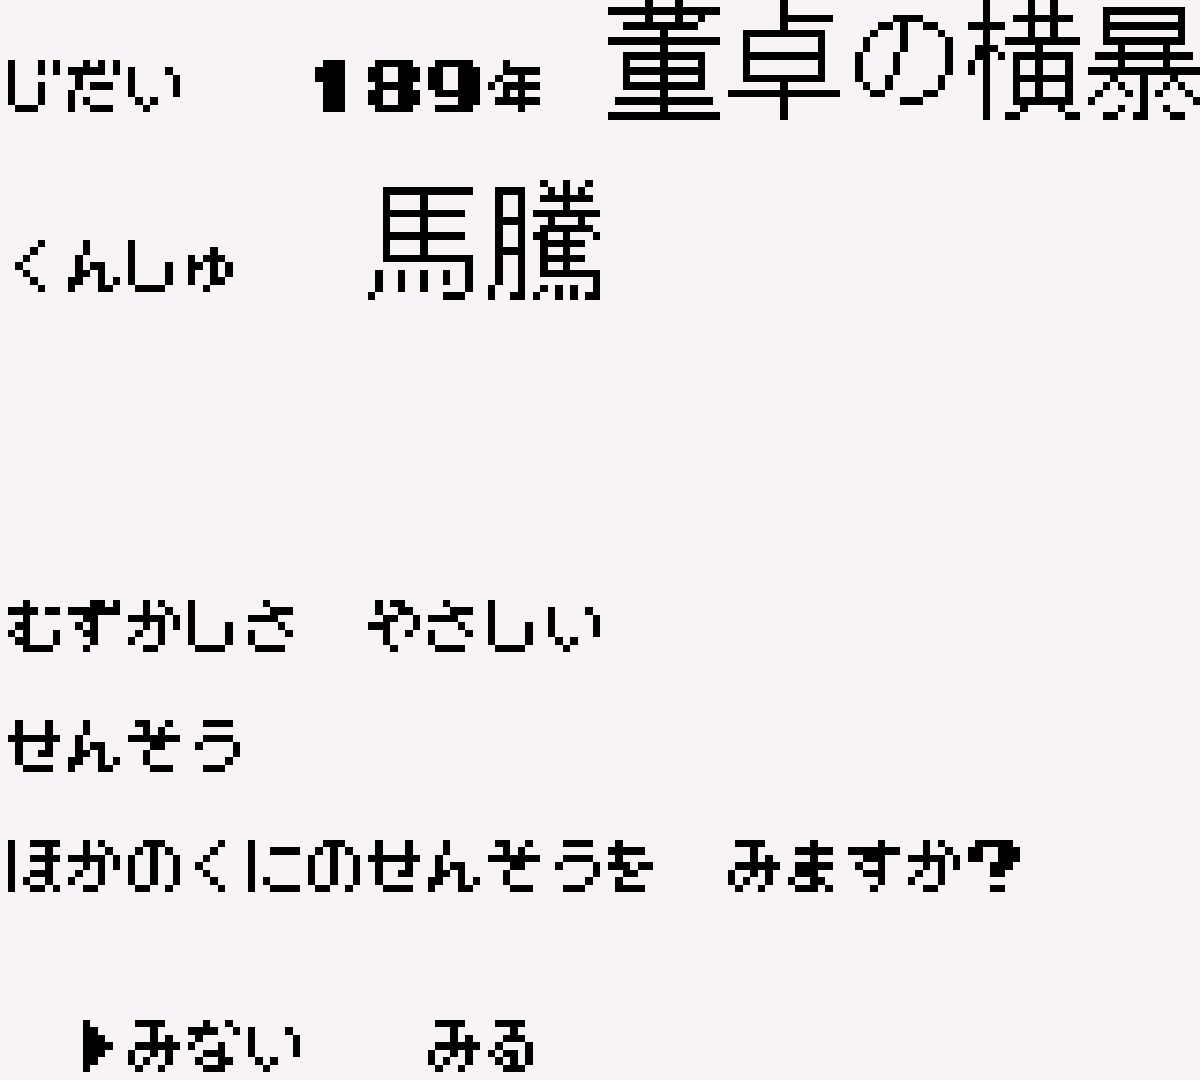 じだい　189年 董卓の横暴
くんしゅ　馬騰
むずかしさ　やさしい
せんそう
ほかのくにのせんそうを　みますか?
▶みない　みる